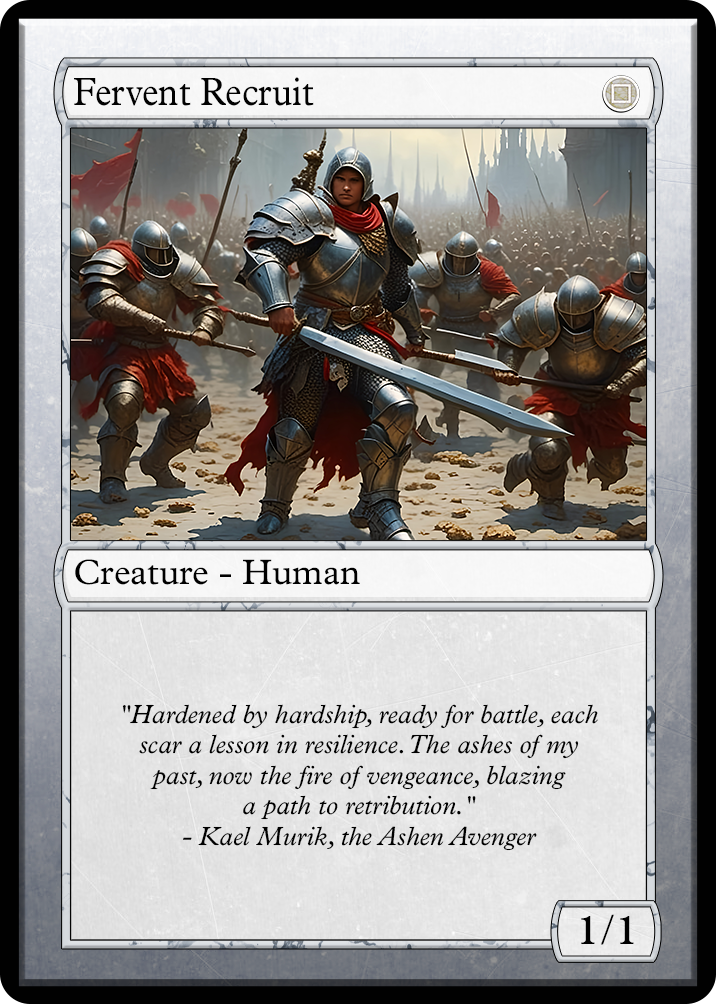 Fervent Recruit
Creature - Human
"Hardened by hardship, ready for battle, each
scar a lesson in resilience. The ashes of my
past, now the fire of vengeance, blazing
a path to retribution."
- Kael Murik, the Ashen Avenger
1/1